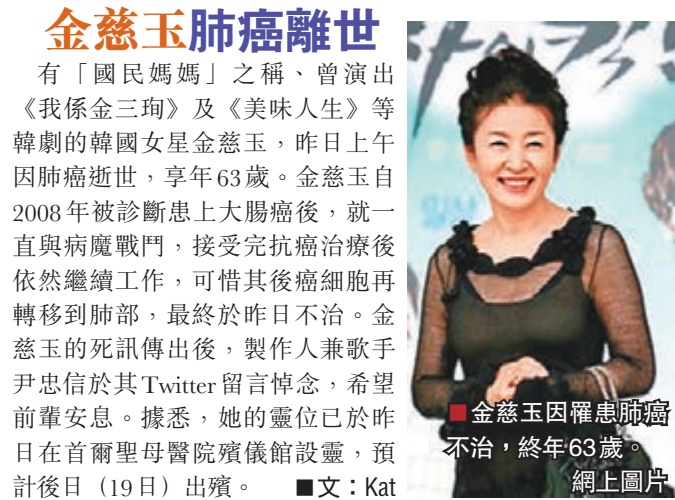 金慈玉肺癌離世
有「國民媽媽」之稱、曾演出
《我係金三珣》及《美味人生》等
韓劇的韓國女星金慈玉，昨日上午
因肺癌逝世，享年63歲。金慈玉自
2008年被診斷患上大腸癌後，就一
直與病魔戰鬥，接受完抗癌治療後
依然繼續工作，可惜其後癌細胞再
轉移到肺部，最終於昨日不治。金
慈玉的死訊傳出後，製作人兼歌手
尹忠信於其Twitter留言悼念，希望
前輩安息。據悉，她的靈位已於昨
日在首爾聖母醫院殯儀館設靈，預
計後日（19日）出殯。 ■文：Kat
■金慈玉因罹患肺癌
不治，終年63歲。
網上圖片